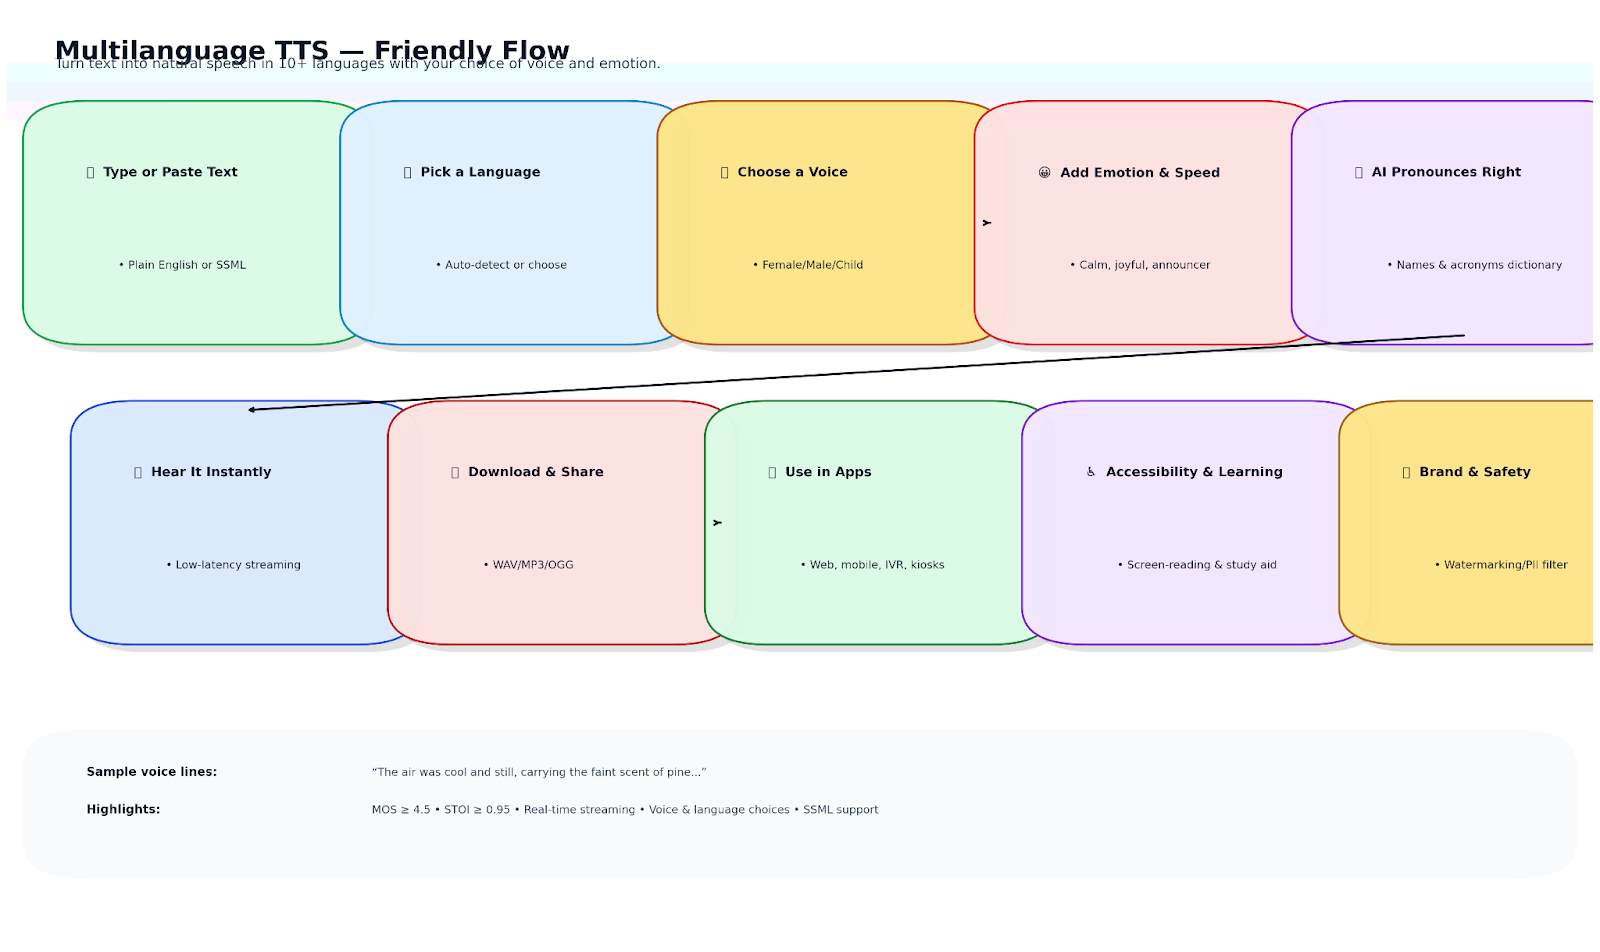 Multilanguage TTS — Friendly Flow
Turn text into natural speech in 10+ languages with your choice of voice and emotion.
Type or Paste Text
• Plain English or SSML
Pick a Language
• Auto-detect or choose
Choose a Voice
• Female/Male/Child
😀 Add Emotion & Speed
• Calm, joyful, announcer
AI Pronounces Right
• Names & acronyms dictionary
Hear It Instantly
• Low-latency streaming
Download & Share
• WAV/MP3/OGG
Use in Apps
• Web, mobile, IVR, kiosks
♿ Accessibility & Learning
• Screen-reading & study aid
Brand & Safety
• Watermarking/PII filter
Sample voice lines: “The air was cool and still, carrying the faint scent of pine...”
Highlights: MOS ≥ 4.5 • STOI ≥ 0.95 • Real-time streaming • Voice & language choices • SSML support